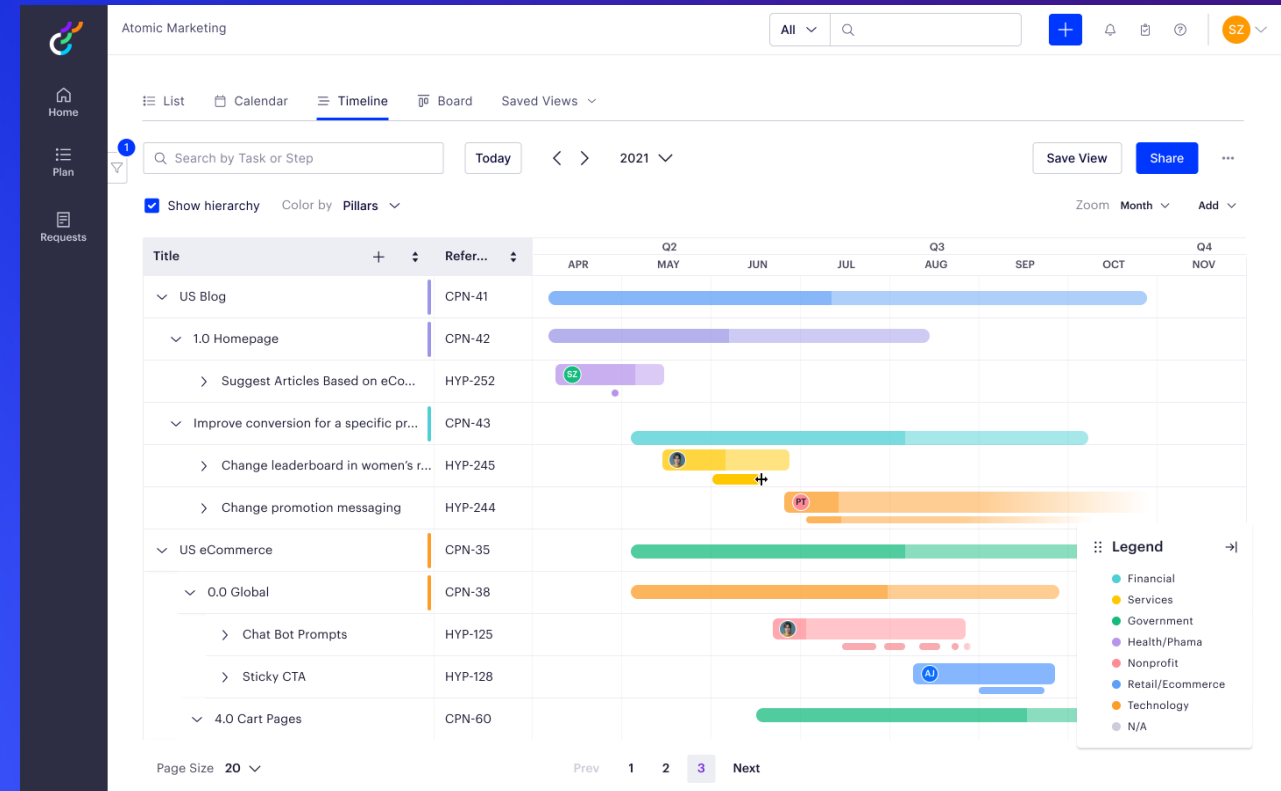 Atomic Marketing
All
SZ
Home
Plan
Requests
List
Calendar
Timeline
Board
Saved Views
1
Search by Task or Step
Today
2021
Save View
Share
Show hierarchy
Color by Pillars
Zoom Month
Add
Title
Refer...
Q2
Q3
Q4
APR
MAY
JUN
JUL
AUG
SEP
OCT
NOV
US Blog CPN-41
1.0 Homepage CPN-42
Suggest Articles Based on eCo... HYP-252
SZ
Improve conversion for a specific pr... CPN-43
Change leaderboard in women's r... HYP-245
Change promotion messaging HYP-244
PT
US eCommerce CPN-35
0.0 Global CPN-38
Chat Bot Prompts HYP-125
Sticky CTA HYP-128
AJ
4.0 Cart Pages CPN-60
Legend
Financial
Services
Government
Health/Phama
Nonprofit
Retail/Ecommerce
Technology
N/A
Page Size 20
Prev 1 2 3 Next